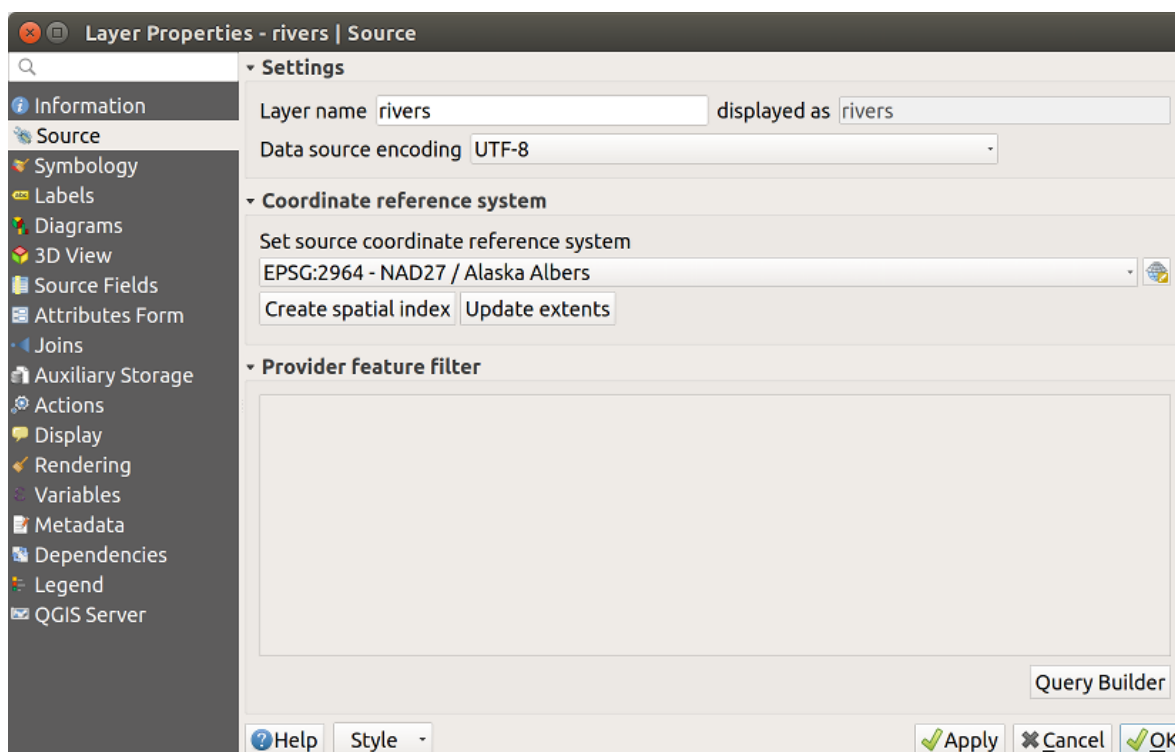 Layer Properties - rivers | Source
Information
Source
Symbology
Labels
Diagrams
3D View
Source Fields
Attributes Form
Joins
Auxiliary Storage
Actions
Display
Rendering
Variables
Metadata
Dependencies
Legend
QGIS Server
Settings
Layer name rivers displayed as rivers
Data source encoding UTF-8
Coordinate reference system
Set source coordinate reference system
EPSG:2964 - NAD27 / Alaska Albers
Create spatial index Update extents
Provider feature filter
Query Builder
Help Style Apply Cancel OK